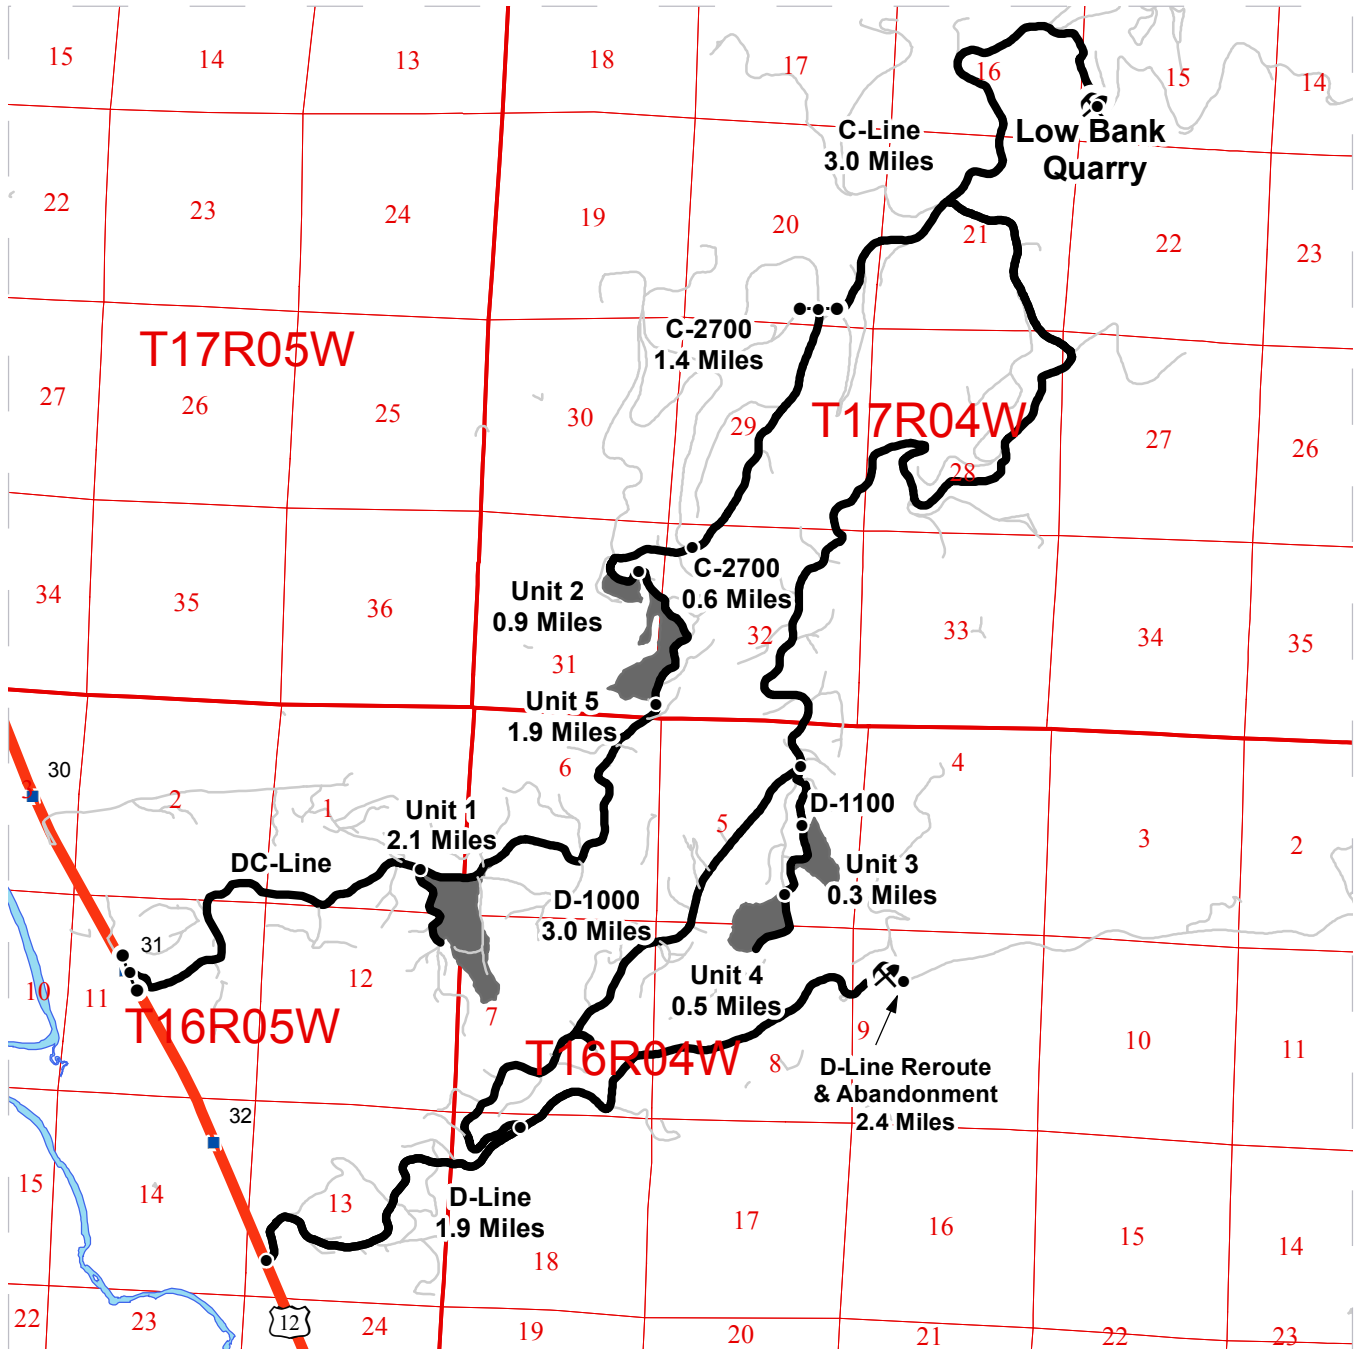 15
14
13
18
17
16
15
14
C-Line
3.0 Miles
Low Bank
Quarry
22
23
24
19
20
21
22
23
T17R05W
C-2700
1.4 Miles
T17R04W
27
26
25
30
29
28
27
26
C-2700
0.6 Miles
Unit 2
0.9 Miles
34
35
36
31
32
33
34
35
Unit 5
1.9 Miles
30
3
2
1
6
5
4
3
2
Unit 1
2.1 Miles
D-1100
DC-Line
Unit 3
0.3 Miles
D-1000
3.0 Miles
31
10
11
12
7
8
9
10
11
Unit 4
0.5 Miles
T16R05W
T16R04W
D-Line Reroute
& Abandonment
2.4 Miles
32
15
14
13
18
17
16
15
14
D-Line
1.9 Miles
12
22
23
24
19
20
21
22
23